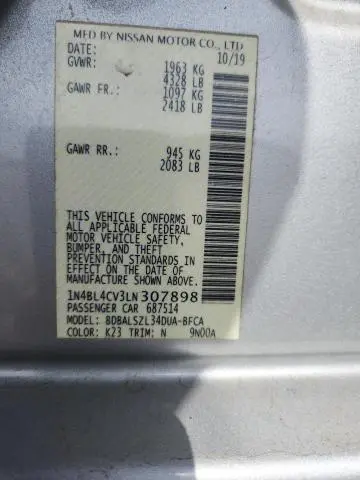 MFD BY NISSAN MOTOR CO., LTD
DATE: 10/19
GVWR: 1963 KG
4328 LB
GAWR FR.: 1097 KG
2418 LB
GAWR RR.: 945 KG
2083 LB
THIS VEHICLE CONFORMS TO
ALL APPLICABLE FEDERAL
MOTOR VEHICLE SAFETY,
BUMPER, AND THEFT
PREVENTION STANDARDS IN
EFFECT ON THE DATE OF
MANUFACTURE SHOWN ABOVE.
1N4BL4CV3LN307898
PASSENGER CAR 687514
MODEL: BDBALSZL34DUA-BFCA
COLOR: K23 TRIM: N 9N00A